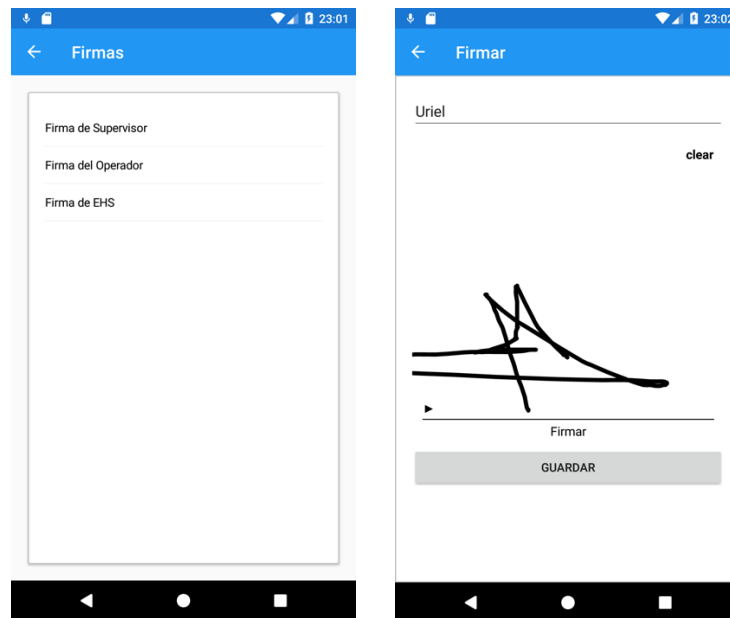 23:01
Firmas
Firma de Supervisor
Firma del Operador
Firma de EHS
23:02
Firmar
Uriel
clear
Firmar
GUARDAR